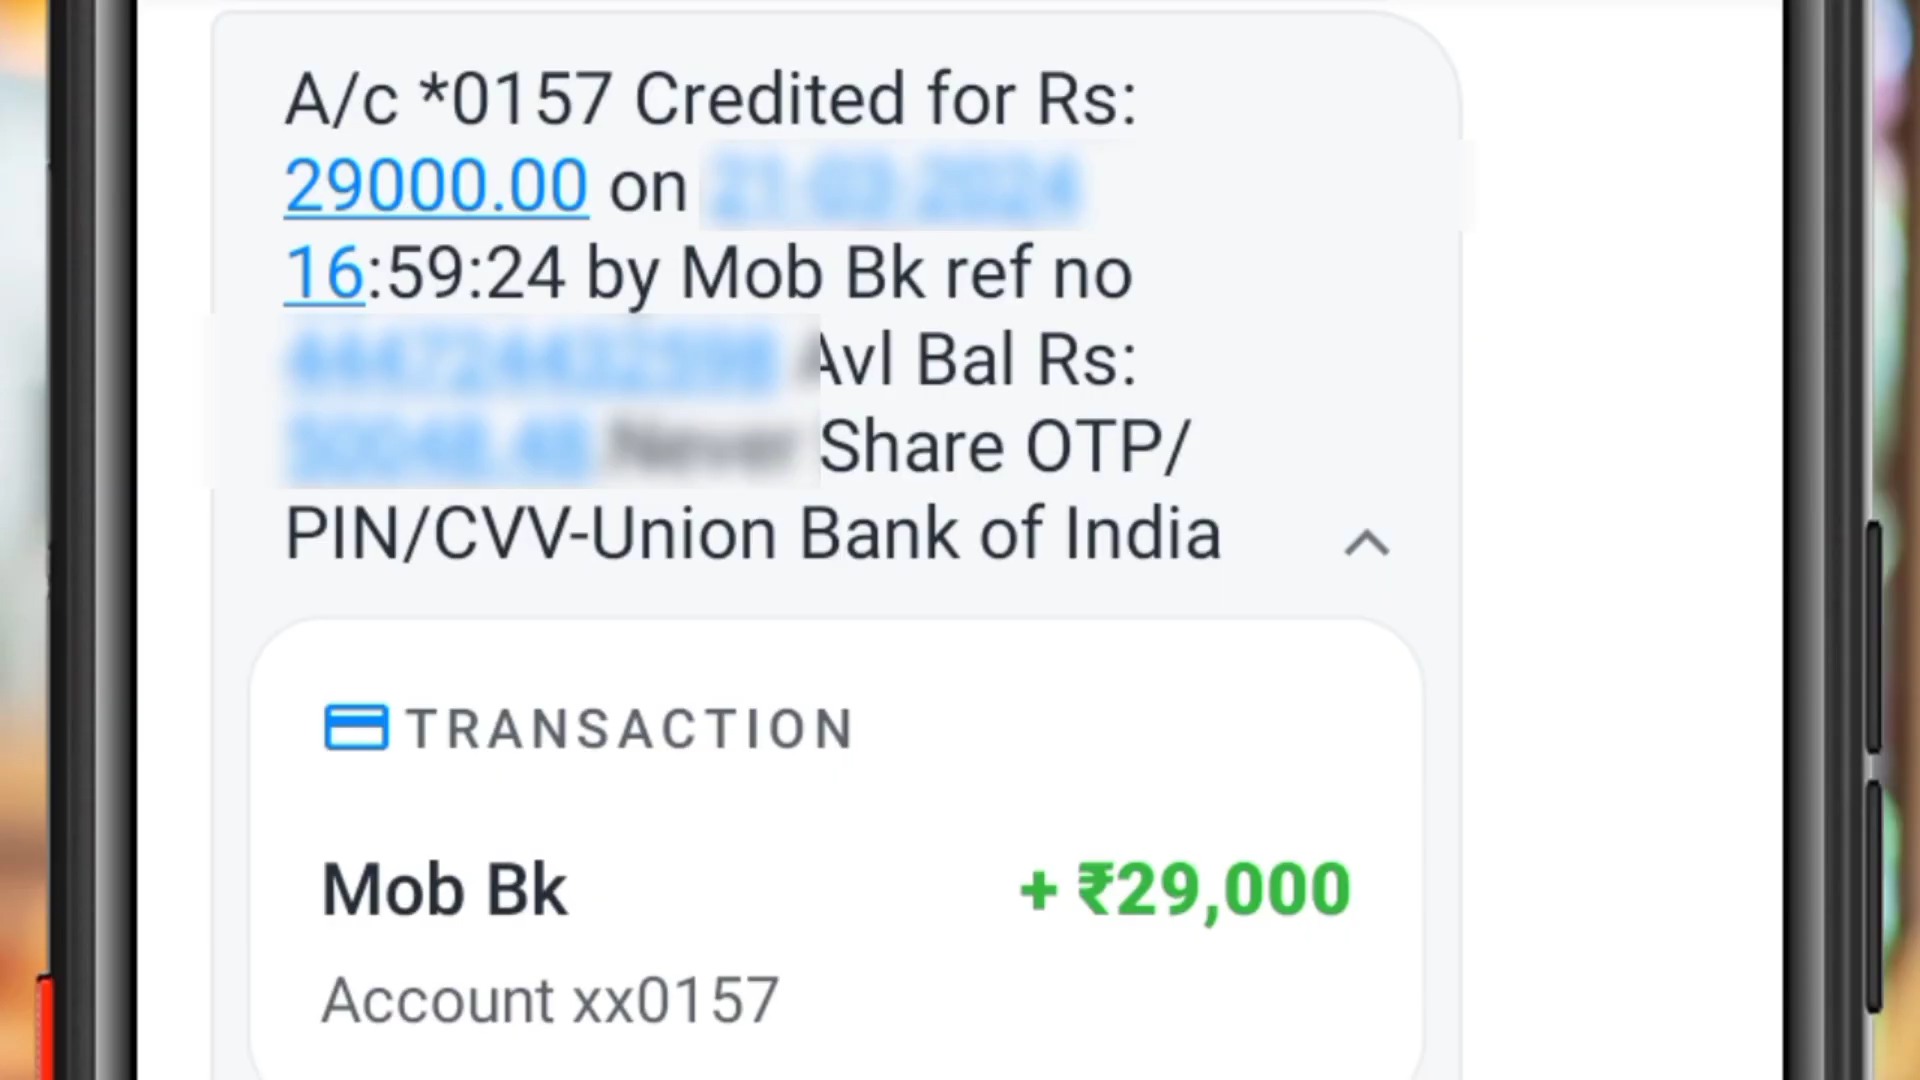 A/c *0157 Credited for Rs:
29000.00 on
16:59:24 by Mob Bk ref no
Avl Bal Rs:
Share OTP/
PIN/CVV-Union Bank of India
TRANSACTION
Mob Bk
+ ₹29,000
Account xx0157